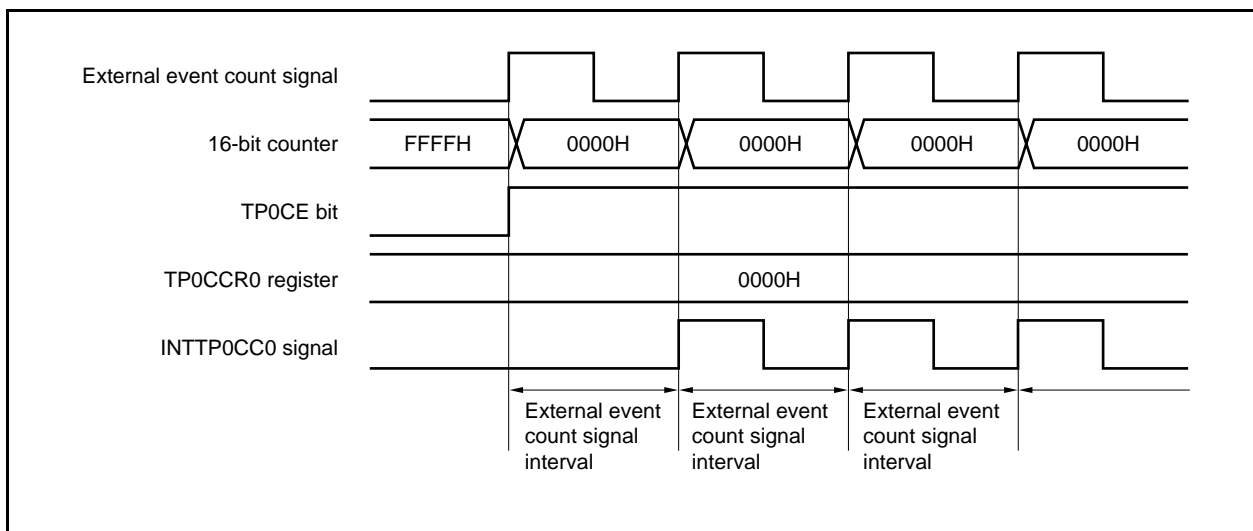 External event count signal
16-bit counter FFFFH 0000H 0000H 0000H 0000H
TP0CE bit
TP0CCR0 register 0000H
INTTP0CC0 signal
External event External event External event
count signal count signal count signal
interval interval interval